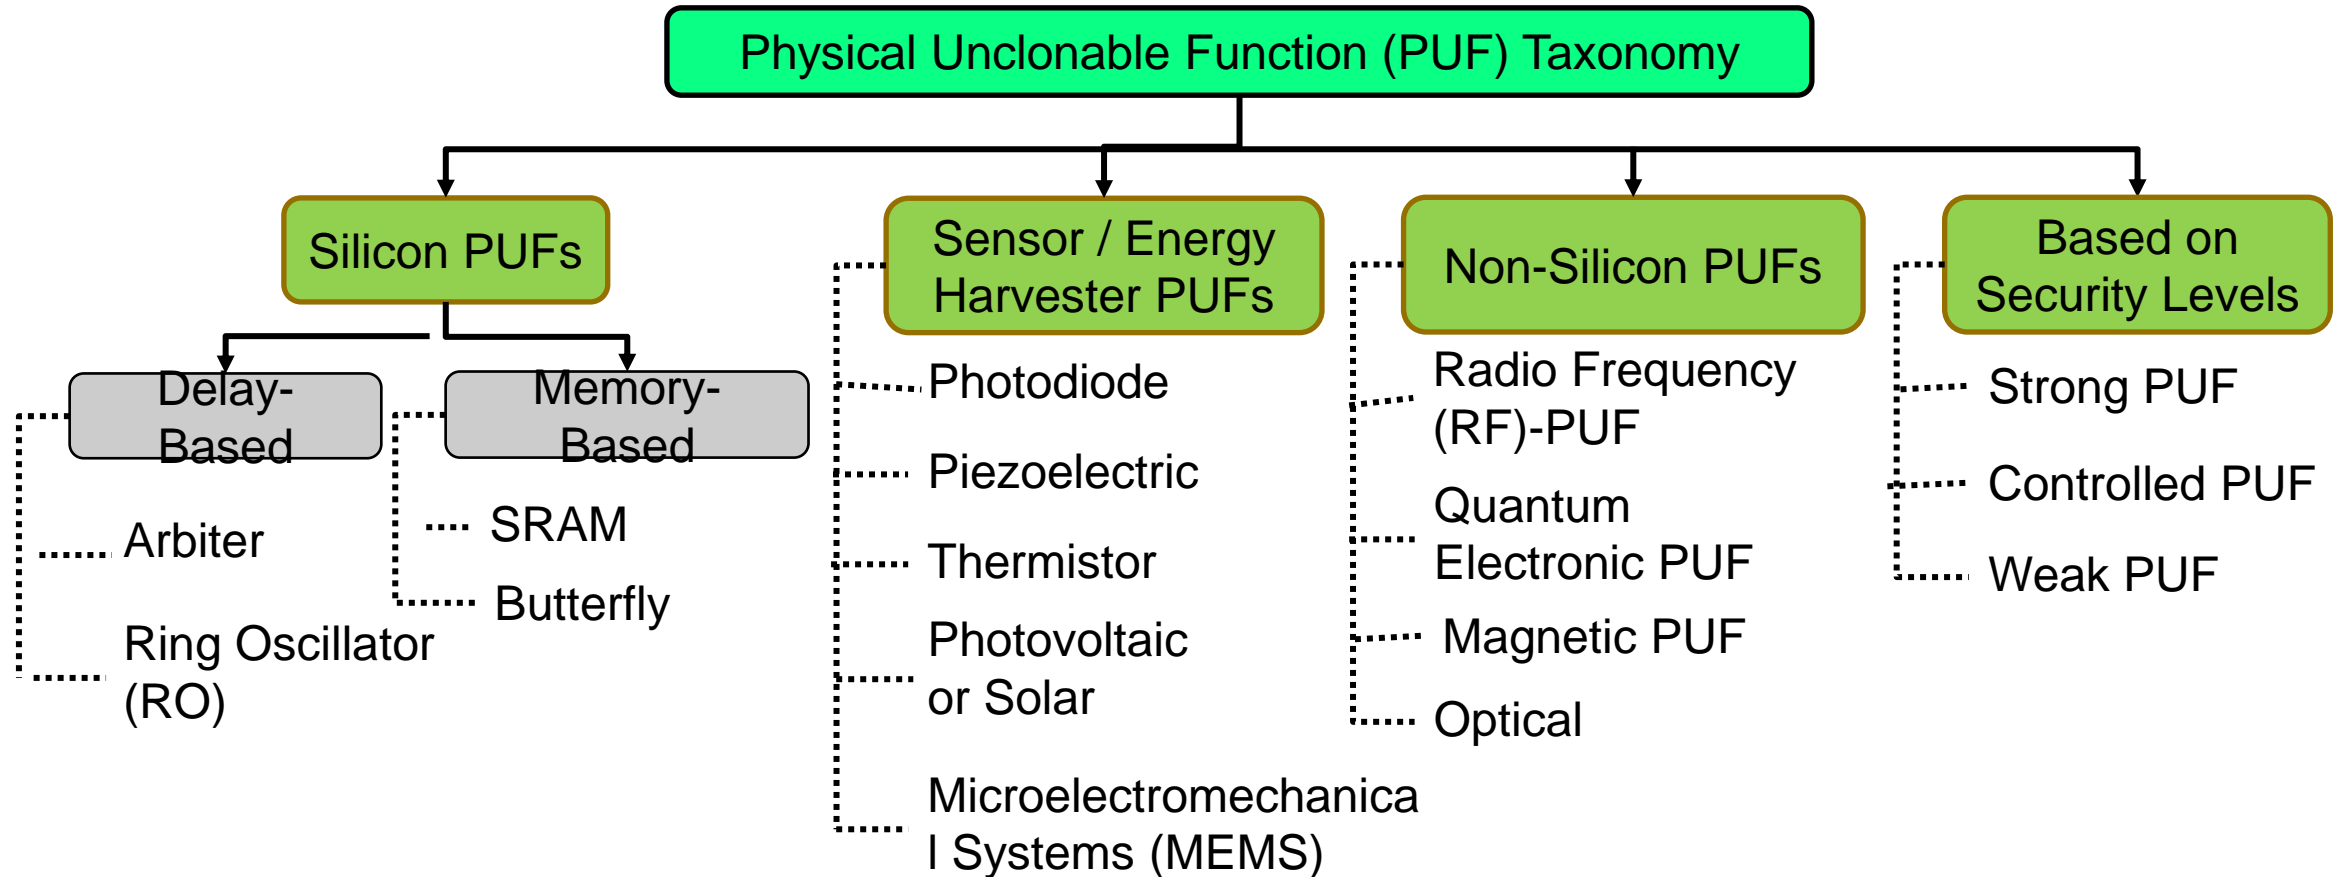 Physical Unclonable Function (PUF) Taxonomy
Silicon PUFs
Delay-
Based
Arbiter
Ring Oscillator
(RO)
Memory-
Based
SRAM
Butterfly
Sensor / Energy
Harvester PUFs
Photodiode
Piezoelectric
Thermistor
Photovoltaic
or Solar
Microelectromechanica
l Systems (MEMS)
Non-Silicon PUFs
Radio Frequency
(RF)-PUF
Quantum
Electronic PUF
Magnetic PUF
Optical
Based on
Security Levels
Strong PUF
Controlled PUF
Weak PUF